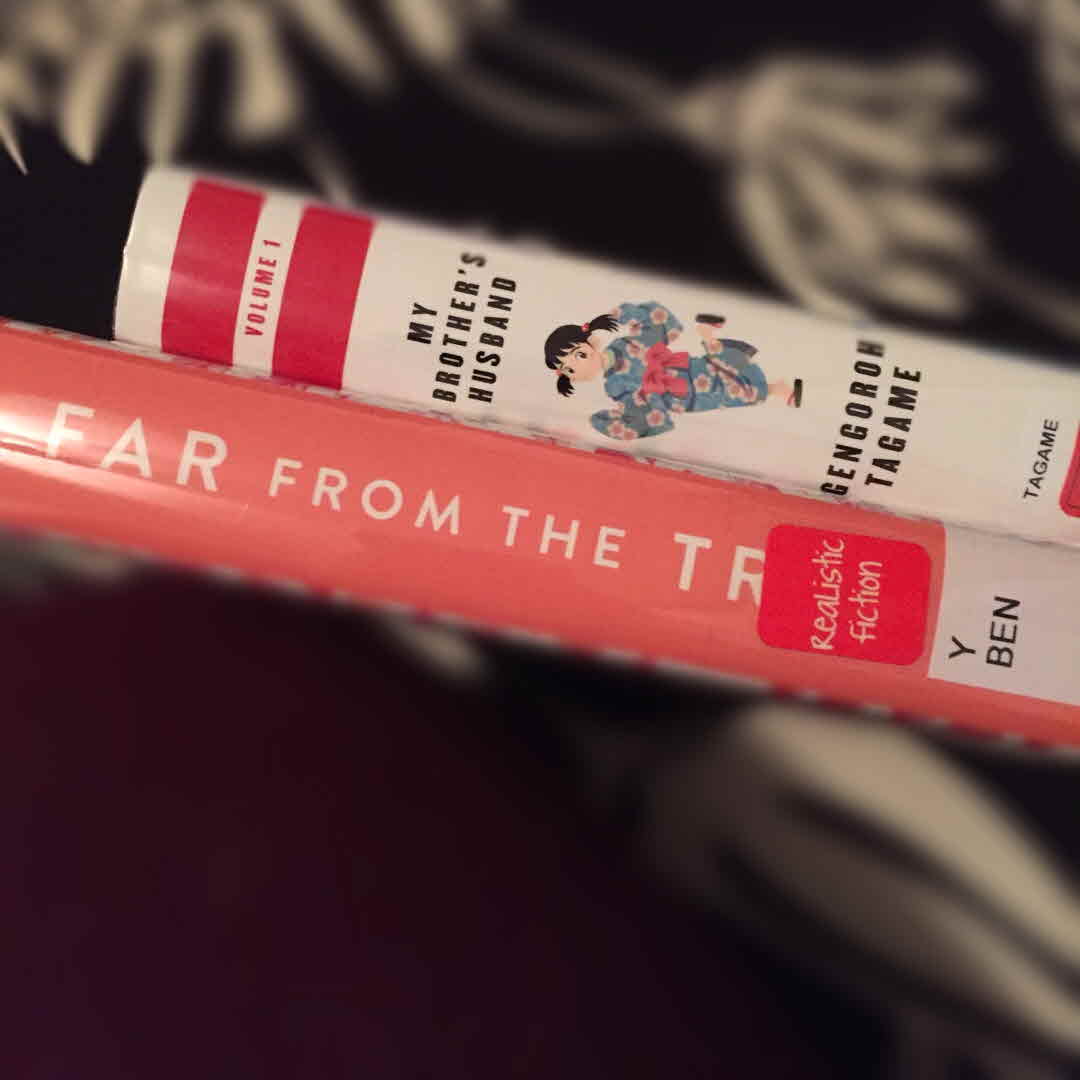 VOLUME 1
MY
BROTHER'S
HUSBAND
GENGOROH
TAGAME
TAGAME
FAR FROM THE TR
Realistic
fiction
Y
BEN